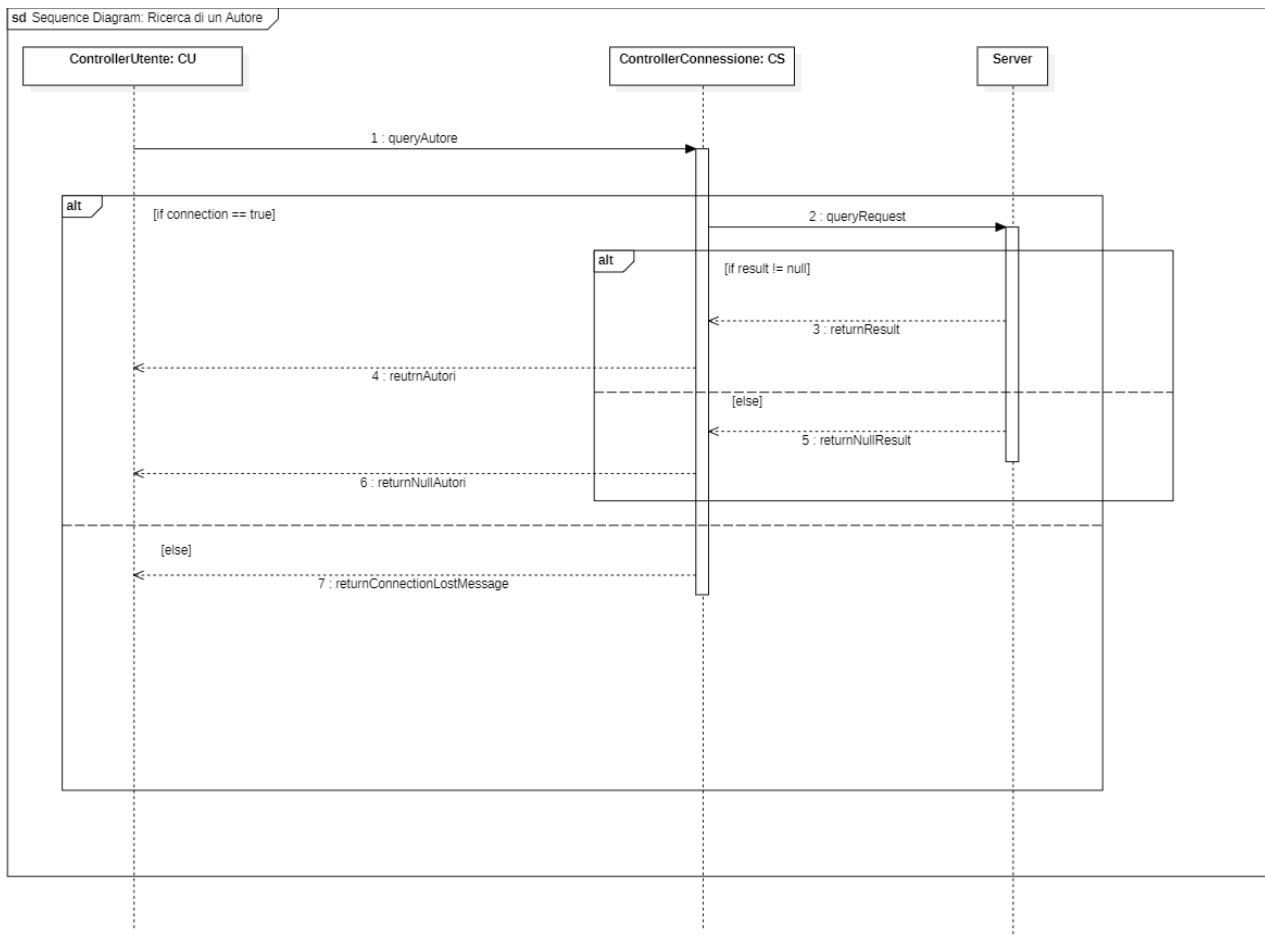 sd Sequence Diagram: Ricerca di un Autore
ControllerUtente: CU
ControllerConnessione: CS
Server
1 : queryAutore
alt
[if connection == true]
2 : queryRequest
alt
[if result != null]
3 : returnResult
4 : reutrnAutori
[else]
5 : returnNullResult
6 : returnNullAutori
[else]
7 : returnConnectionLostMessage